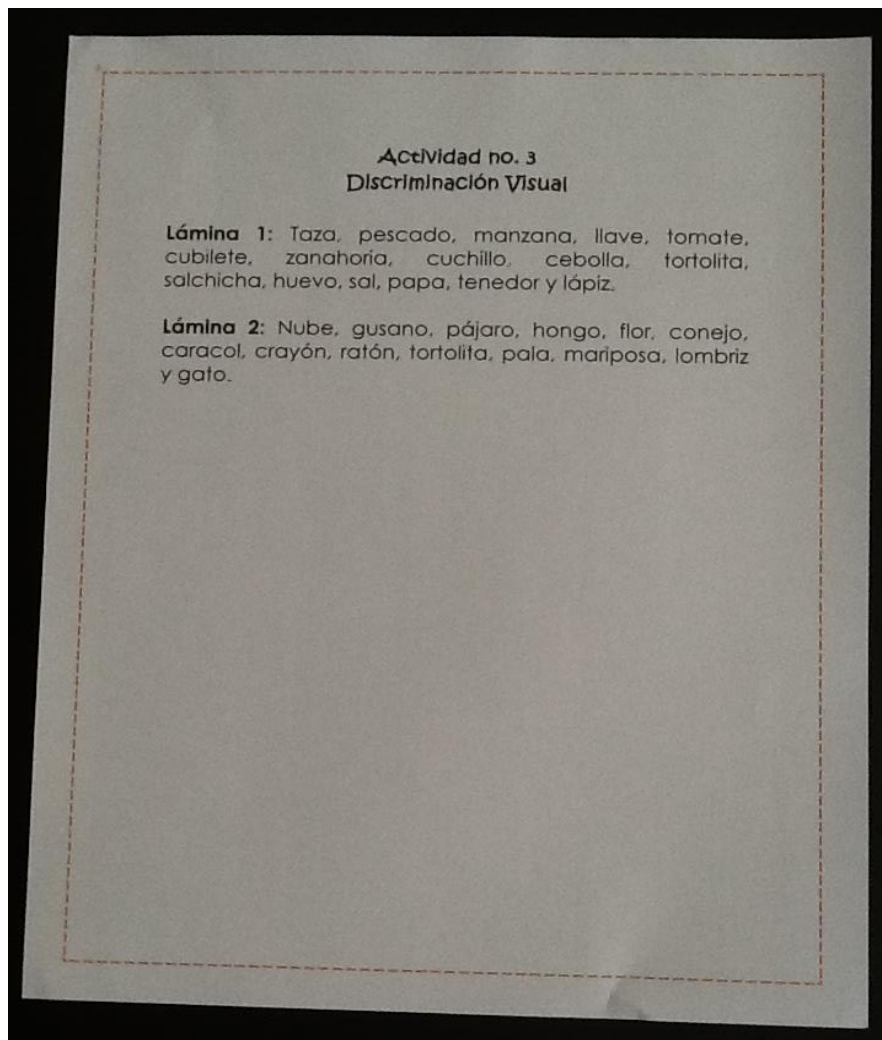 Actividad no. 3
Discriminación Visual
Lámina 1: Taza, pescado, manzana, llave, tomate,
cubilete, zanahoria, cuchillo, cebolla, tortolita,
salchicha, huevo, sal, papa, tenedor y lápiz.
Lámina 2: Nube, gusano, pájaro, hongo, flor, conejo,
caracol, crayón, ratón, tortolita, pala, mariposa, lombriz
y gato.